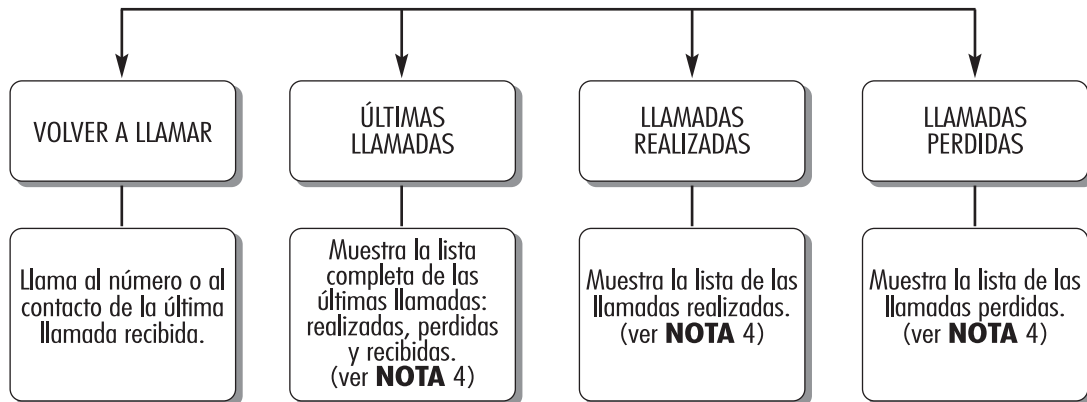 VOLVER A LLAMAR
ÚLTIMAS
LLAMADAS
LLAMADAS
REALIZADAS
LLAMADAS
PERDIDAS
Llama al número o al
contacto de la última
llamada recibida.
Muestra la lista
completa de las
últimas llamadas:
realizadas, perdidas
y recibidas.
(ver NOTA 4)
Muestra la lista de las
llamadas realizadas.
(ver NOTA 4)
Muestra la lista de las
llamadas perdidas.
(ver NOTA 4)